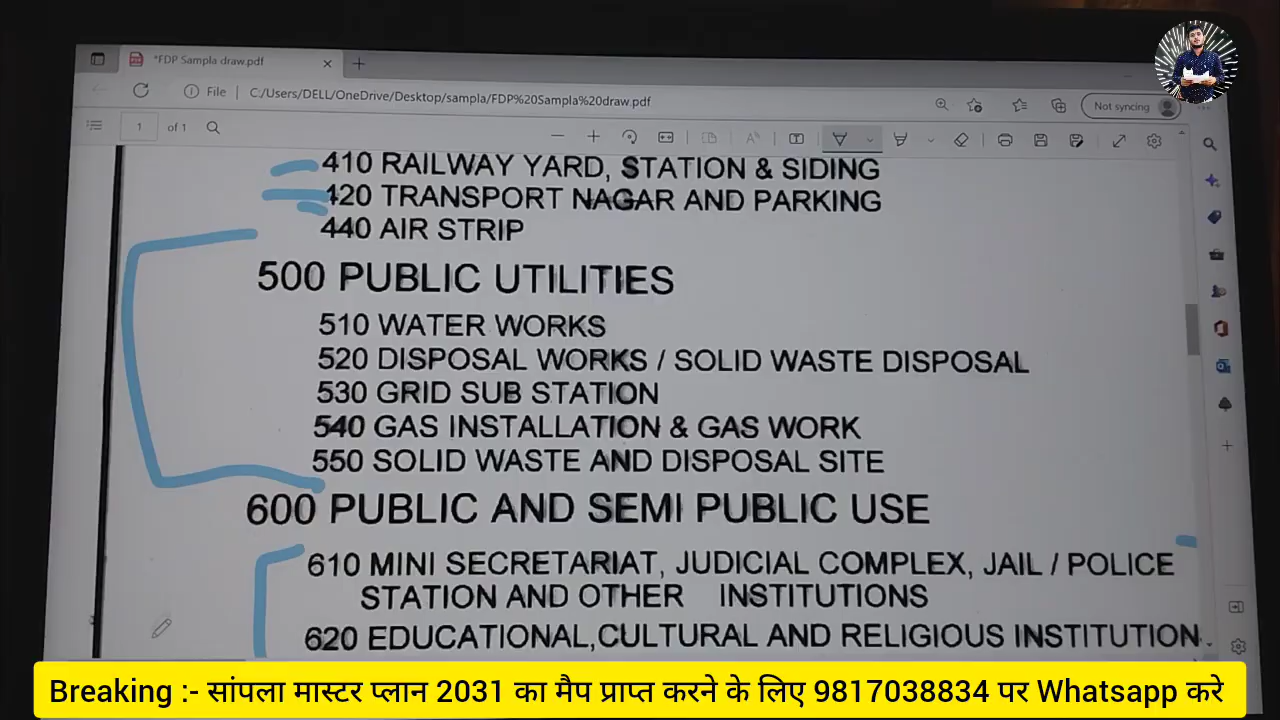 *FDP Sampla draw.pdf
File
C:/Users/DELL/OneDrive/Desktop/sampla/FDP%20Sampla%20draw.pdf
Not syncing
1 of 1
410 RAILWAY YARD, STATION & SIDING
420 TRANSPORT NAGAR AND PARKING
440 AIR STRIP
500 PUBLIC UTILITIES
510 WATER WORKS
520 DISPOSAL WORKS / SOLID WASTE DISPOSAL
530 GRID SUB STATION
540 GAS INSTALLATION & GAS WORK
550 SOLID WASTE AND DISPOSAL SITE
600 PUBLIC AND SEMI PUBLIC USE
610 MINI SECRETARIAT, JUDICIAL COMPLEX, JAIL / POLICE
STATION AND OTHER INSTITUTIONS
620 EDUCATIONAL,CULTURAL AND RELIGIOUS INSTITUTION
Breaking :- सांपला मास्टर प्लान 2031 का मैप प्राप्त करने के लिए 9817038834 पर Whatsapp करे